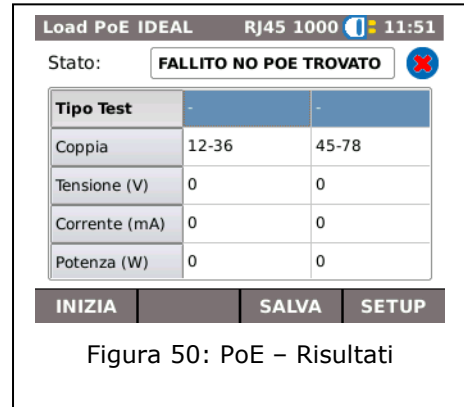 Load PoE IDEAL RJ45 1000 11:51
Stato: FALLITO NO POE TROVATO
Tipo Test - -
Coppia 12-36 45-78
Tensione (V) 0 0
Corrente (mA) 0 0
Potenza (W) 0 0
INIZIA SALVA SETUP
Figura 50: PoE – Risultati